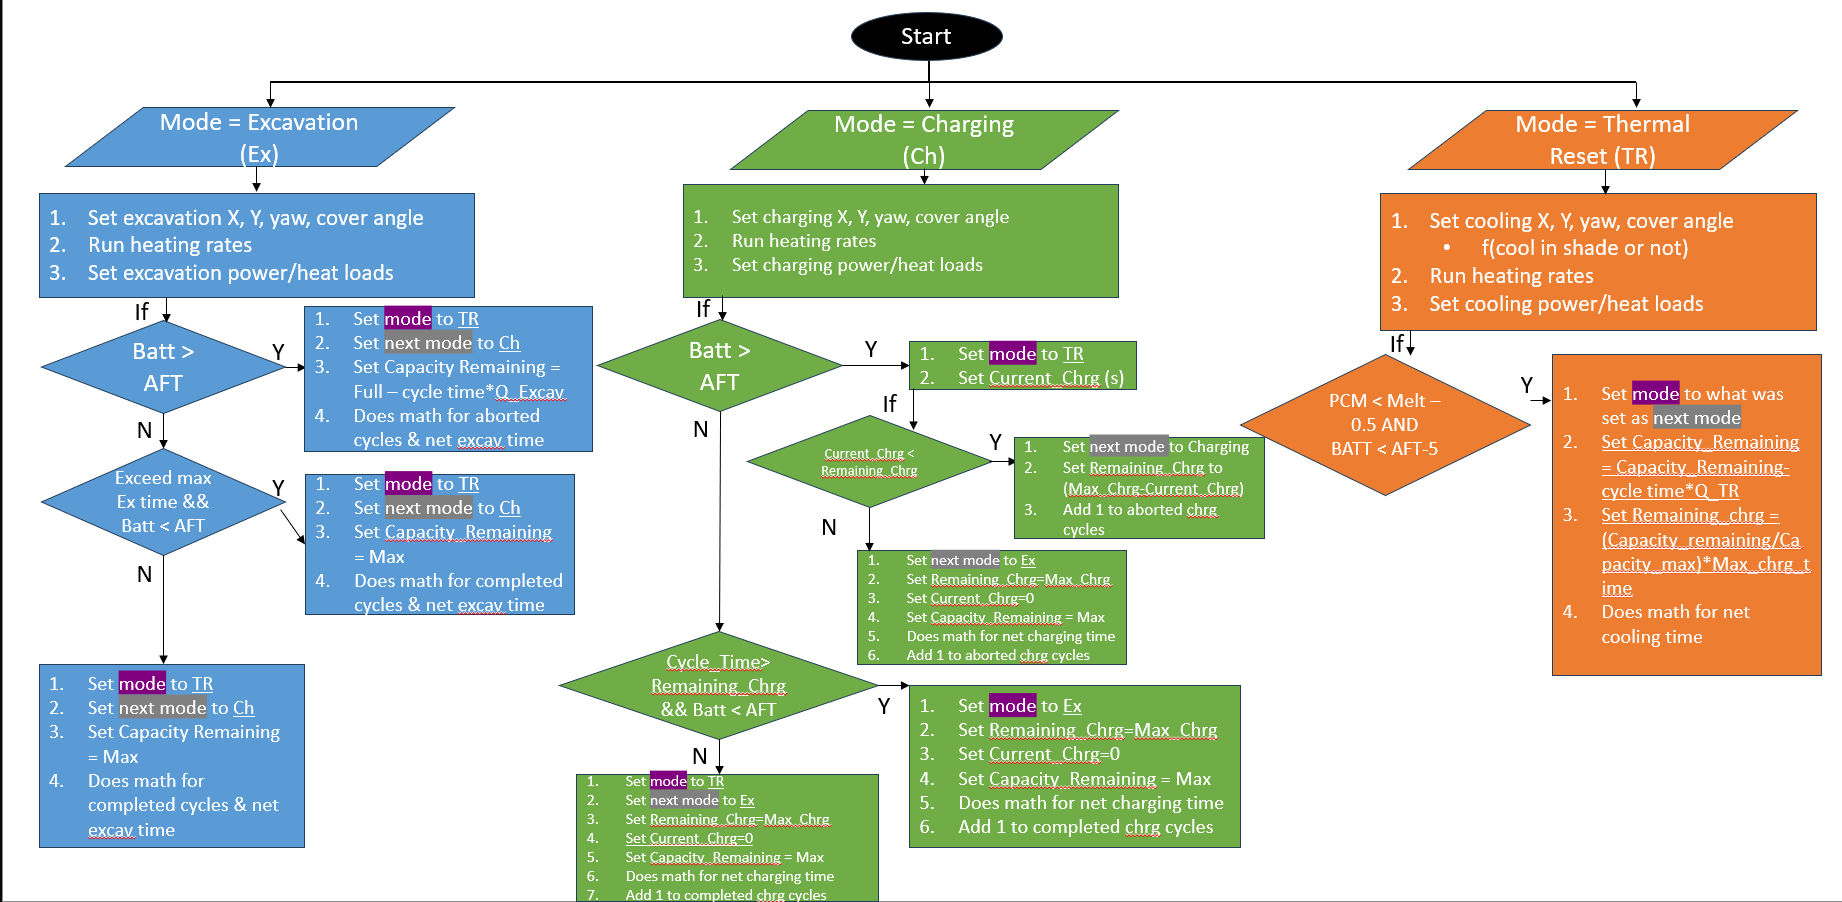 Start
Mode = Excavation
(Ex)
1. Set excavation X, Y, yaw, cover angle
2. Run heating rates
3. Set excavation power/heat loads
If
Batt >
AFT
Y
1. Set mode to TR
2. Set next mode to Ch
3. Set Capacity Remaining =
Full – cycle time*Q_Excav
4. Does math for aborted
cycles & net excav time
N
Exceed max
Ex time &&
Batt < AFT
Y
1. Set mode to TR
2. Set next mode to Ch
3. Set Capacity_Remaining
= Max
4. Does math for completed
cycles & net excav time
N
1. Set mode to TR
2. Set next mode to Ch
3. Set Capacity Remaining
= Max
4. Does math for
completed cycles & net
excav time
Mode = Charging
(Ch)
1. Set charging X, Y, yaw, cover angle
2. Run heating rates
3. Set charging power/heat loads
If
Batt >
AFT
Y
1. Set mode to TR
2. Set Current_Chrg (s)
If
Current_Chrg <
Remaining_Chrg
Y
1. Set next mode to Charging
2. Set Remaining_Chrg to
(Max_Chrg-Current_Chrg)
3. Add 1 to aborted chrg
cycles
N
1. Set next mode to Ex
2. Set Remaining_Chrg=Max_Chrg
3. Set Current_Chrg=0
4. Set Capacity_Remaining = Max
5. Does math for net charging time
6. Add 1 to aborted chrg cycles
N
Cycle_Time>
Remaining_Chrg
&& Batt < AFT
Y
1. Set mode to Ex
2. Set Remaining_Chrg=Max_Chrg
3. Set Current_Chrg=0
4. Set Capacity_Remaining = Max
5. Does math for net charging time
6. Add 1 to completed chrg cycles
N
1. Set mode to TR
2. Set next mode to Ex
3. Set Remaining_Chrg=Max_Chrg
4. Set Current_Chrg=0
5. Set Capacity_Remaining = Max
6. Does math for net charging time
7. Add 1 to completed chrg cycles
Mode = Thermal
Reset (TR)
1. Set cooling X, Y, yaw, cover angle
• f(cool in shade or not)
2. Run heating rates
3. Set cooling power/heat loads
If
PCM < Melt –
0.5 AND
BATT < AFT-5
Y
1. Set mode to what was
set as next mode
2. Set Capacity_Remaining
= Capacity_Remaining-
cycle time*Q_TR
3. Set Remaining_chrg =
(Capacity_remaining/Ca
pacity_max)*Max_chrg_t
ime
4. Does math for net
cooling time